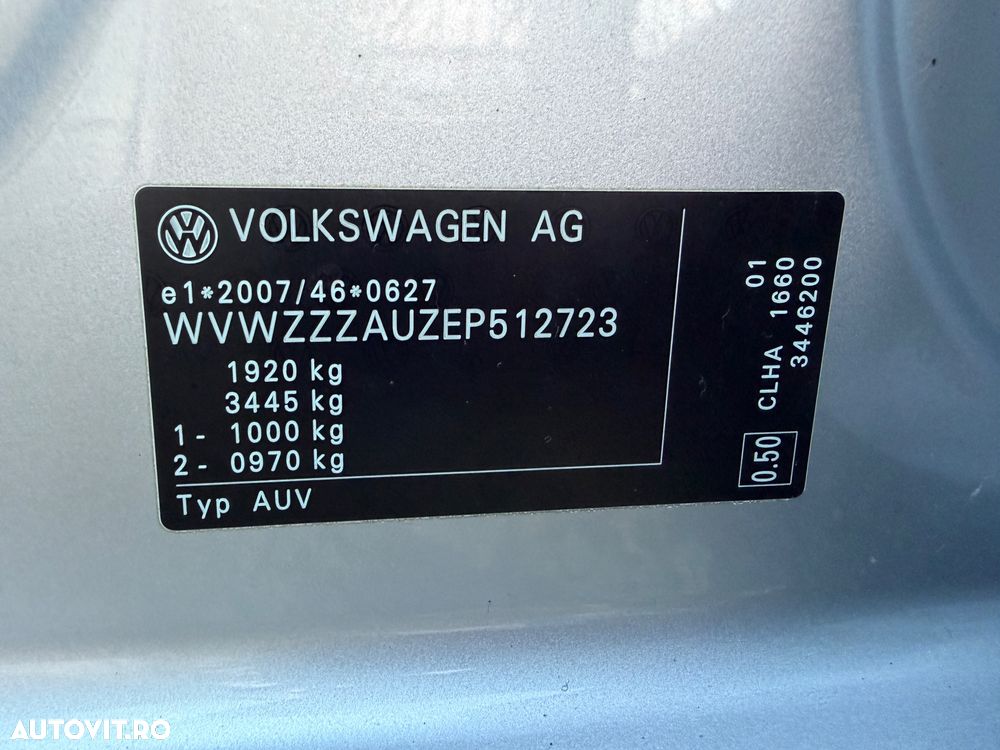 VOLKSWAGEN AG
e1*2007/46*0627
WVWZZZAUZEP512723
1920 kg
3445 kg
1- 1000 kg
2- 0970 kg
Typ AUV
01
CLHA 1660
3446200
0.50
AUTOVIT.RO